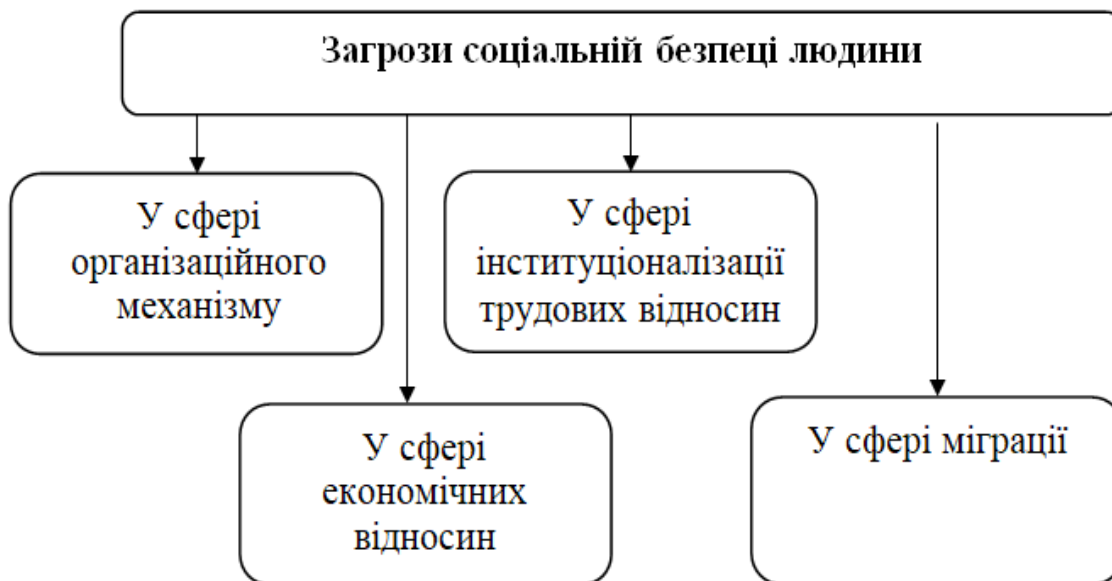 Загрози соціальній безпеці людини
У сфері
організаційного
механізму
У сфері
інституціоналізації
трудових відносин
У сфері
економічних
відносин
У сфері міграції